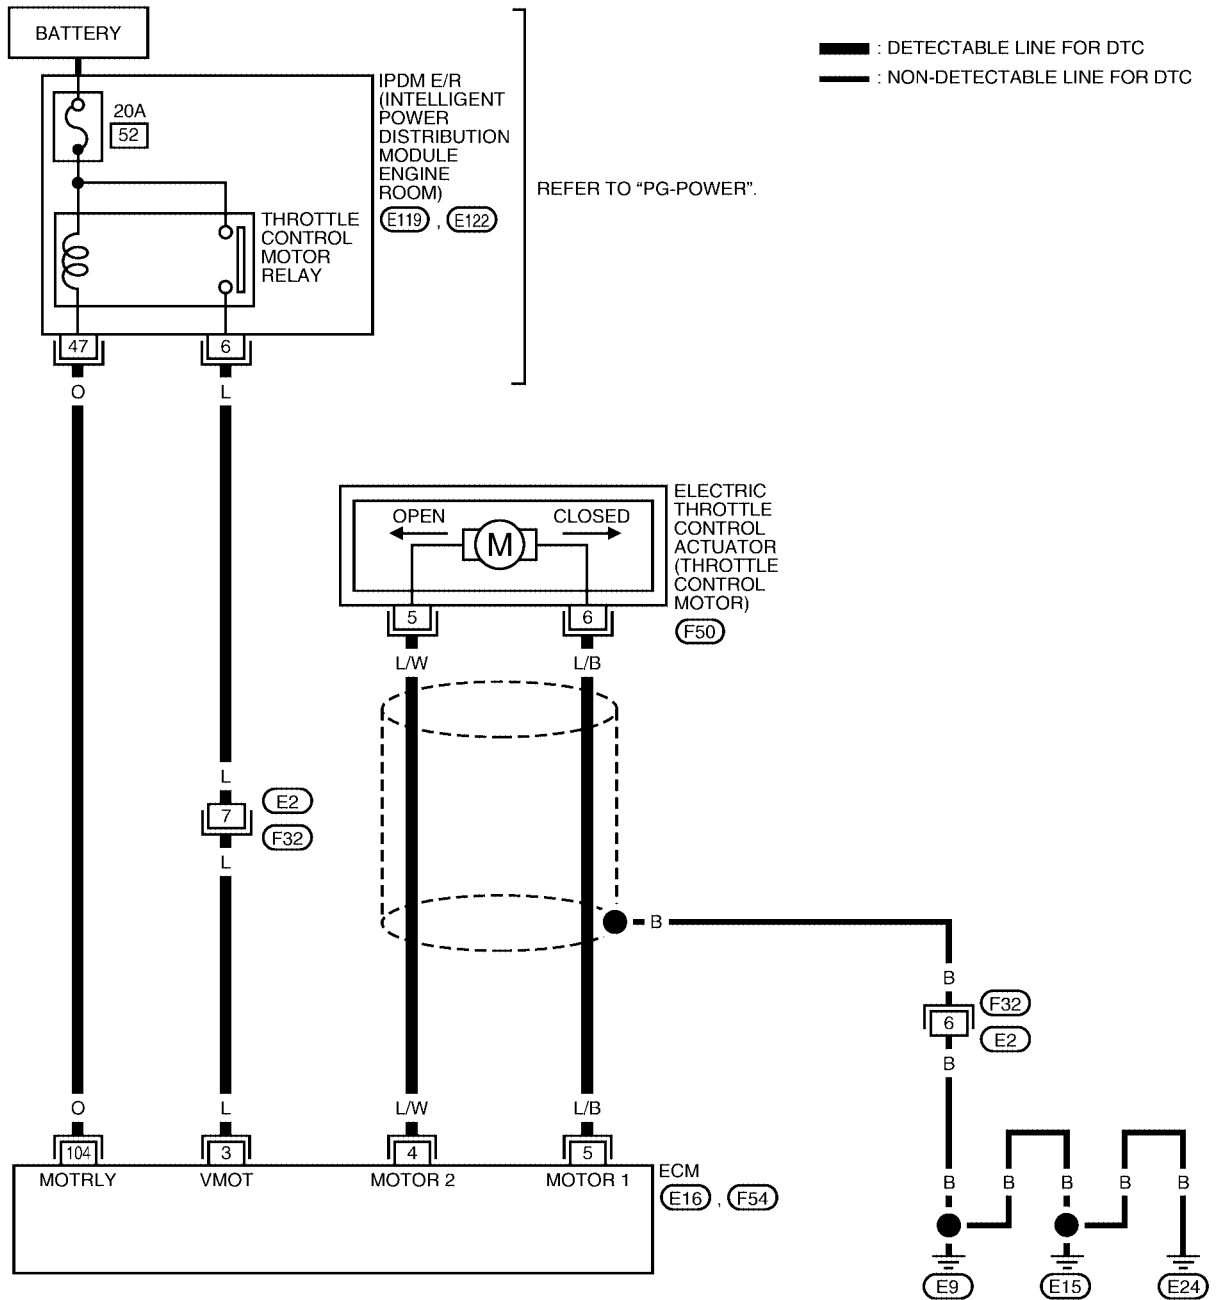 BATTERY
: DETECTABLE LINE FOR DTC
: NON-DETECTABLE LINE FOR DTC
20A
52
IPDM E/R
(INTELLIGENT
POWER
DISTRIBUTION
MODULE
ENGINE
ROOM)
E119 , E122
REFER TO “PG-POWER”.
THROTTLE
CONTROL
MOTOR
RELAY
47 6
O L
ELECTRIC
THROTTLE
CONTROL
ACTUATOR
(THROTTLE
CONTROL
MOTOR)
F50
OPEN CLOSED
M
5 6
L/W L/B
L
7
E2
F32
L
B
B
6
F32
E2
B
O L L/W L/B
104 3 4 5
MOTRLY VMOT MOTOR 2 MOTOR 1
ECM
E16 , F54
B B B B B
E9 E15 E24